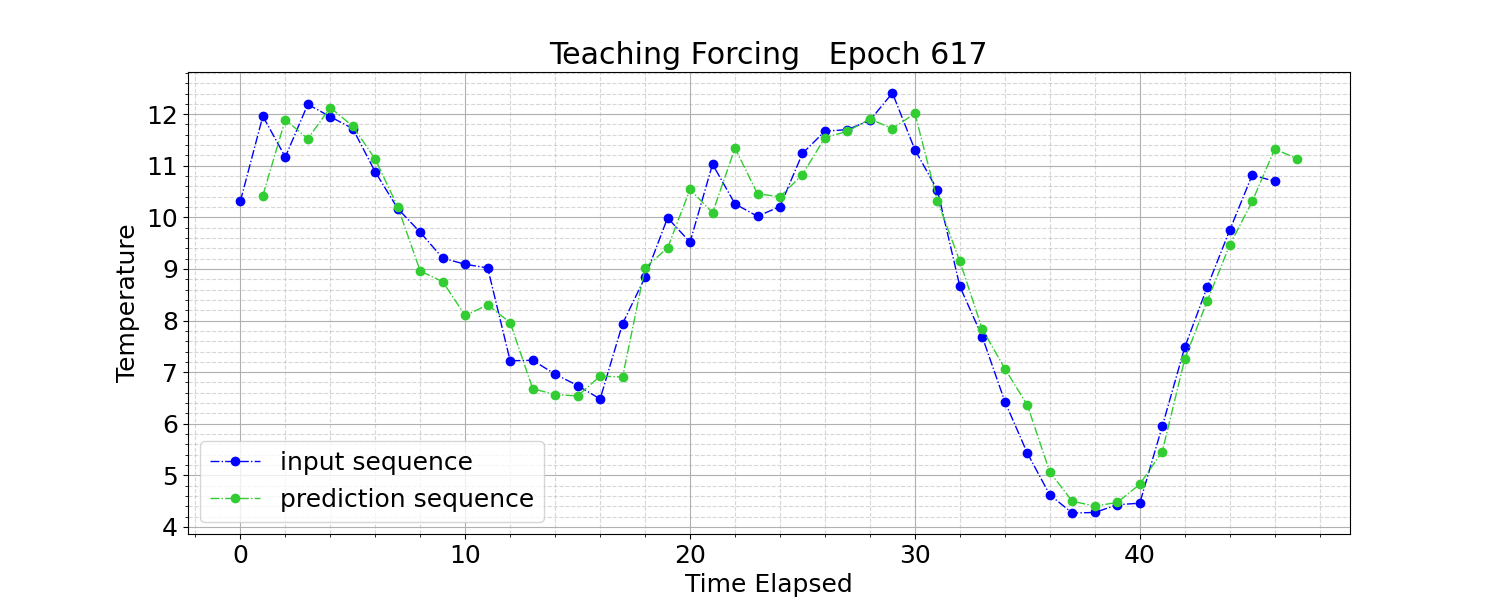 Teaching Forcing   Epoch 617
12
11
10
9
8
7
6
5
4
Temperature
input sequence
prediction sequence
0 10 20 30 40
Time Elapsed